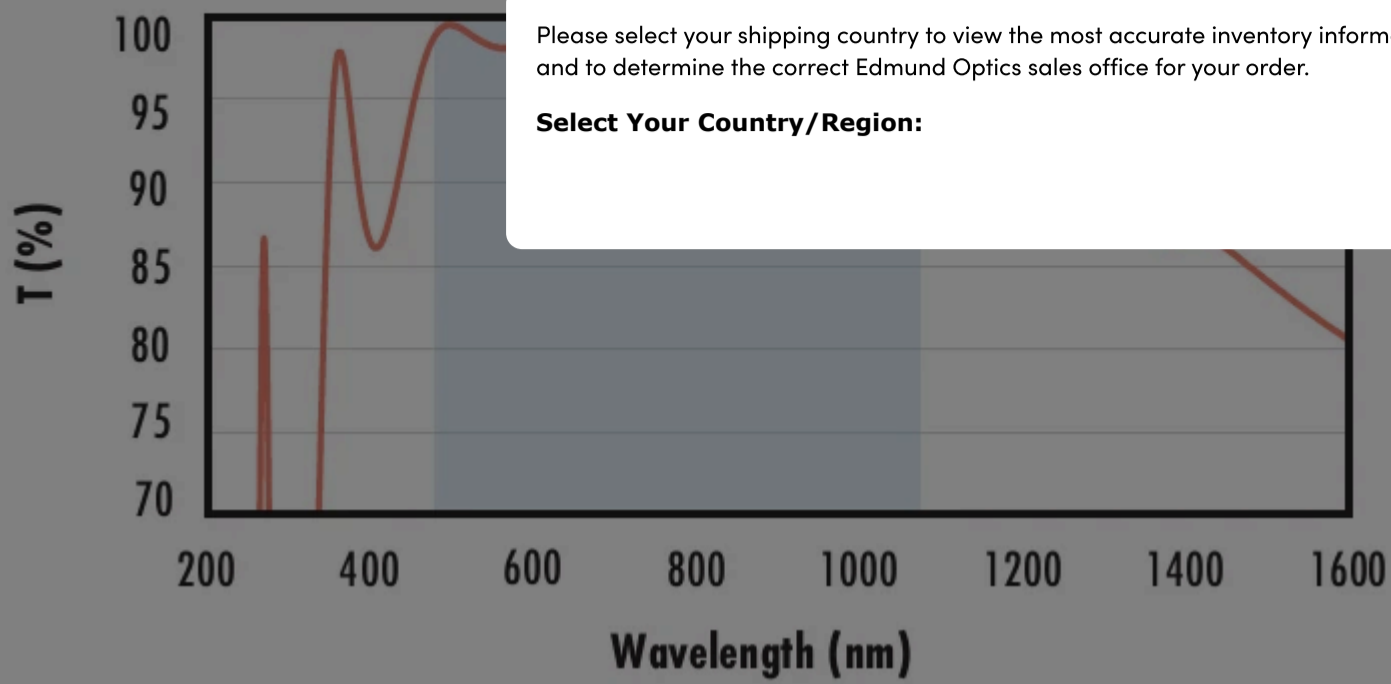 100
Please select your shipping country to view the most accurate inventory inform
and to determine the correct Edmund Optics sales office for your order.
95
Select Your Country/Region:
90
T (%)
85
80
75
70
200 400 600 800 1000 1200 1400 1600
Wavelength (nm)